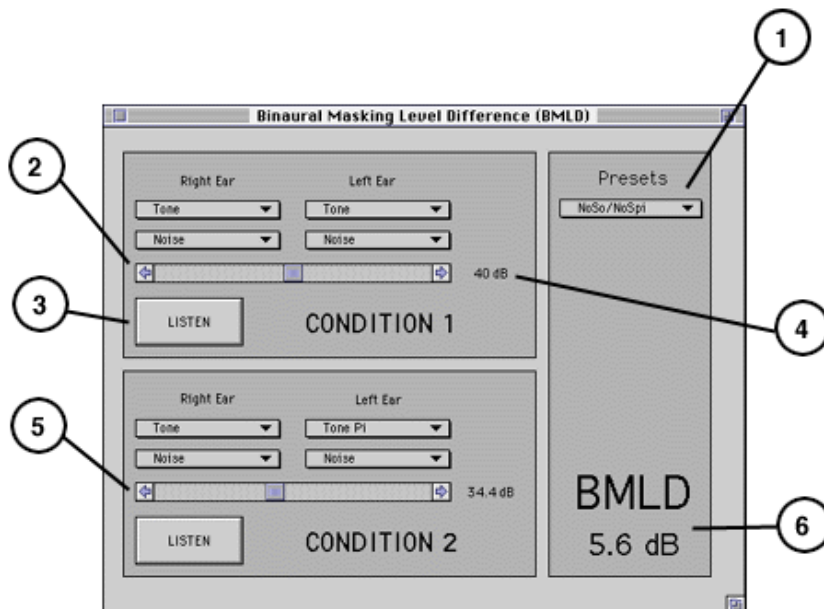 1
Binaural Masking Level Difference (BMLD)
2
Right Ear Left Ear
Tone Tone
Noise Noise
40 dB
3
LISTEN CONDITION 1
4
Presets
NoSo/NoSpi
5
Right Ear Left Ear
Tone Tone Pi
Noise Noise
34.4 dB
LISTEN CONDITION 2
BMLD
5.6 dB
6